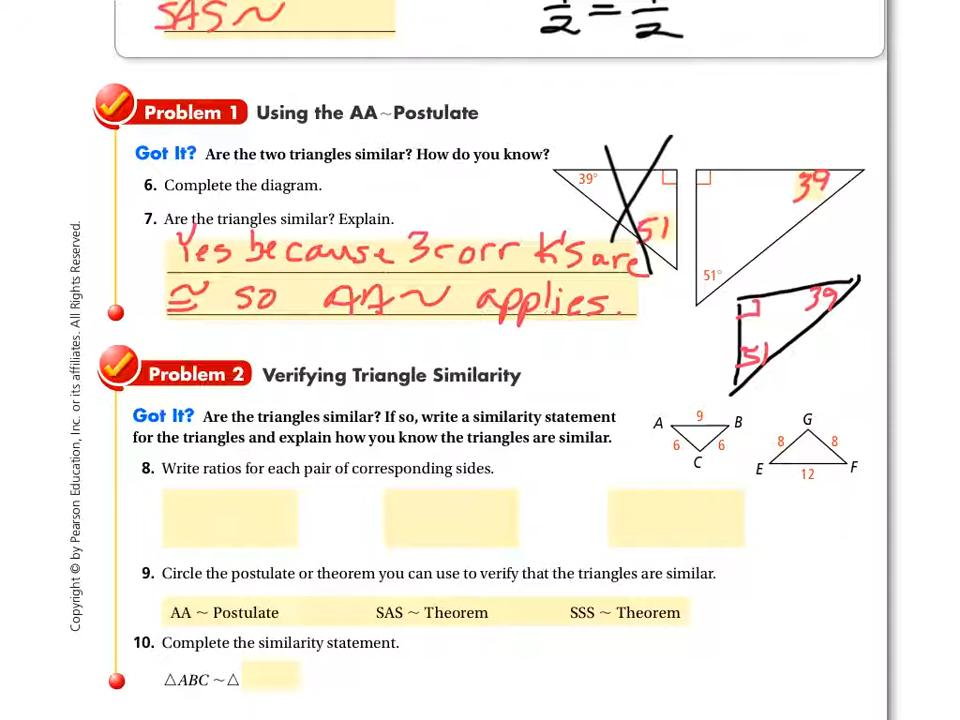 SAS ~
1/2 = 1/2
Problem 1 Using the AA~Postulate
Got It? Are the two triangles similar? How do you know?
6. Complete the diagram.
39°
39
7. Are the triangles similar? Explain.
51
Yes because 3 corr ∠'s are
51°
≅ so AA ~ applies.
39
51
Problem 2 Verifying Triangle Similarity
Got It? Are the triangles similar? If so, write a similarity statement
for the triangles and explain how you know the triangles are similar.
A 9 B
6 6
C
G
8 8
E 12 F
8. Write ratios for each pair of corresponding sides.
9. Circle the postulate or theorem you can use to verify that the triangles are similar.
AA ~ Postulate SAS ~ Theorem SSS ~ Theorem
10. Complete the similarity statement.
△ABC ~ △
Copyright © by Pearson Education, Inc. or its affiliates. All Rights Reserved.